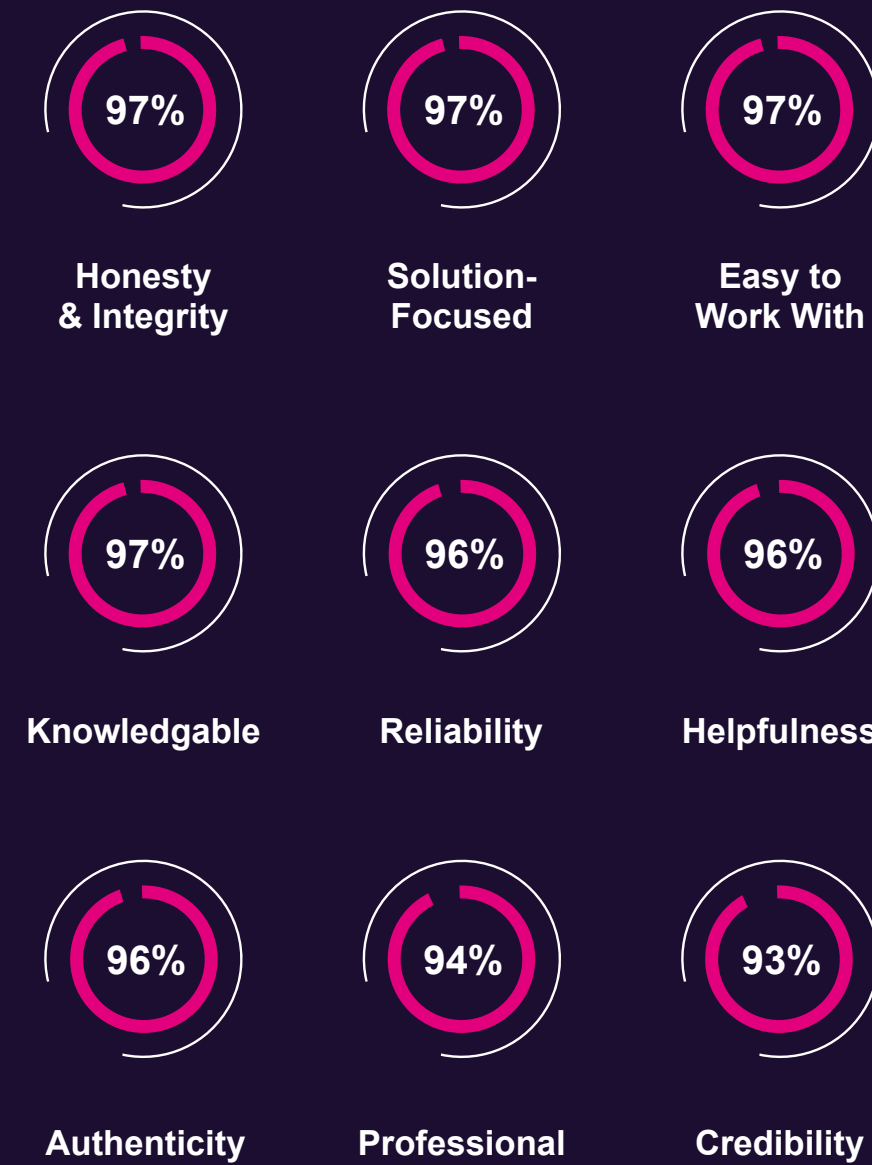 97%
97%
97%
Honesty
& Integrity
Solution-
Focused
Easy to
Work With
97%
96%
96%
Knowledgable
Reliability
Helpfulness
96%
94%
93%
Authenticity
Professional
Credibility